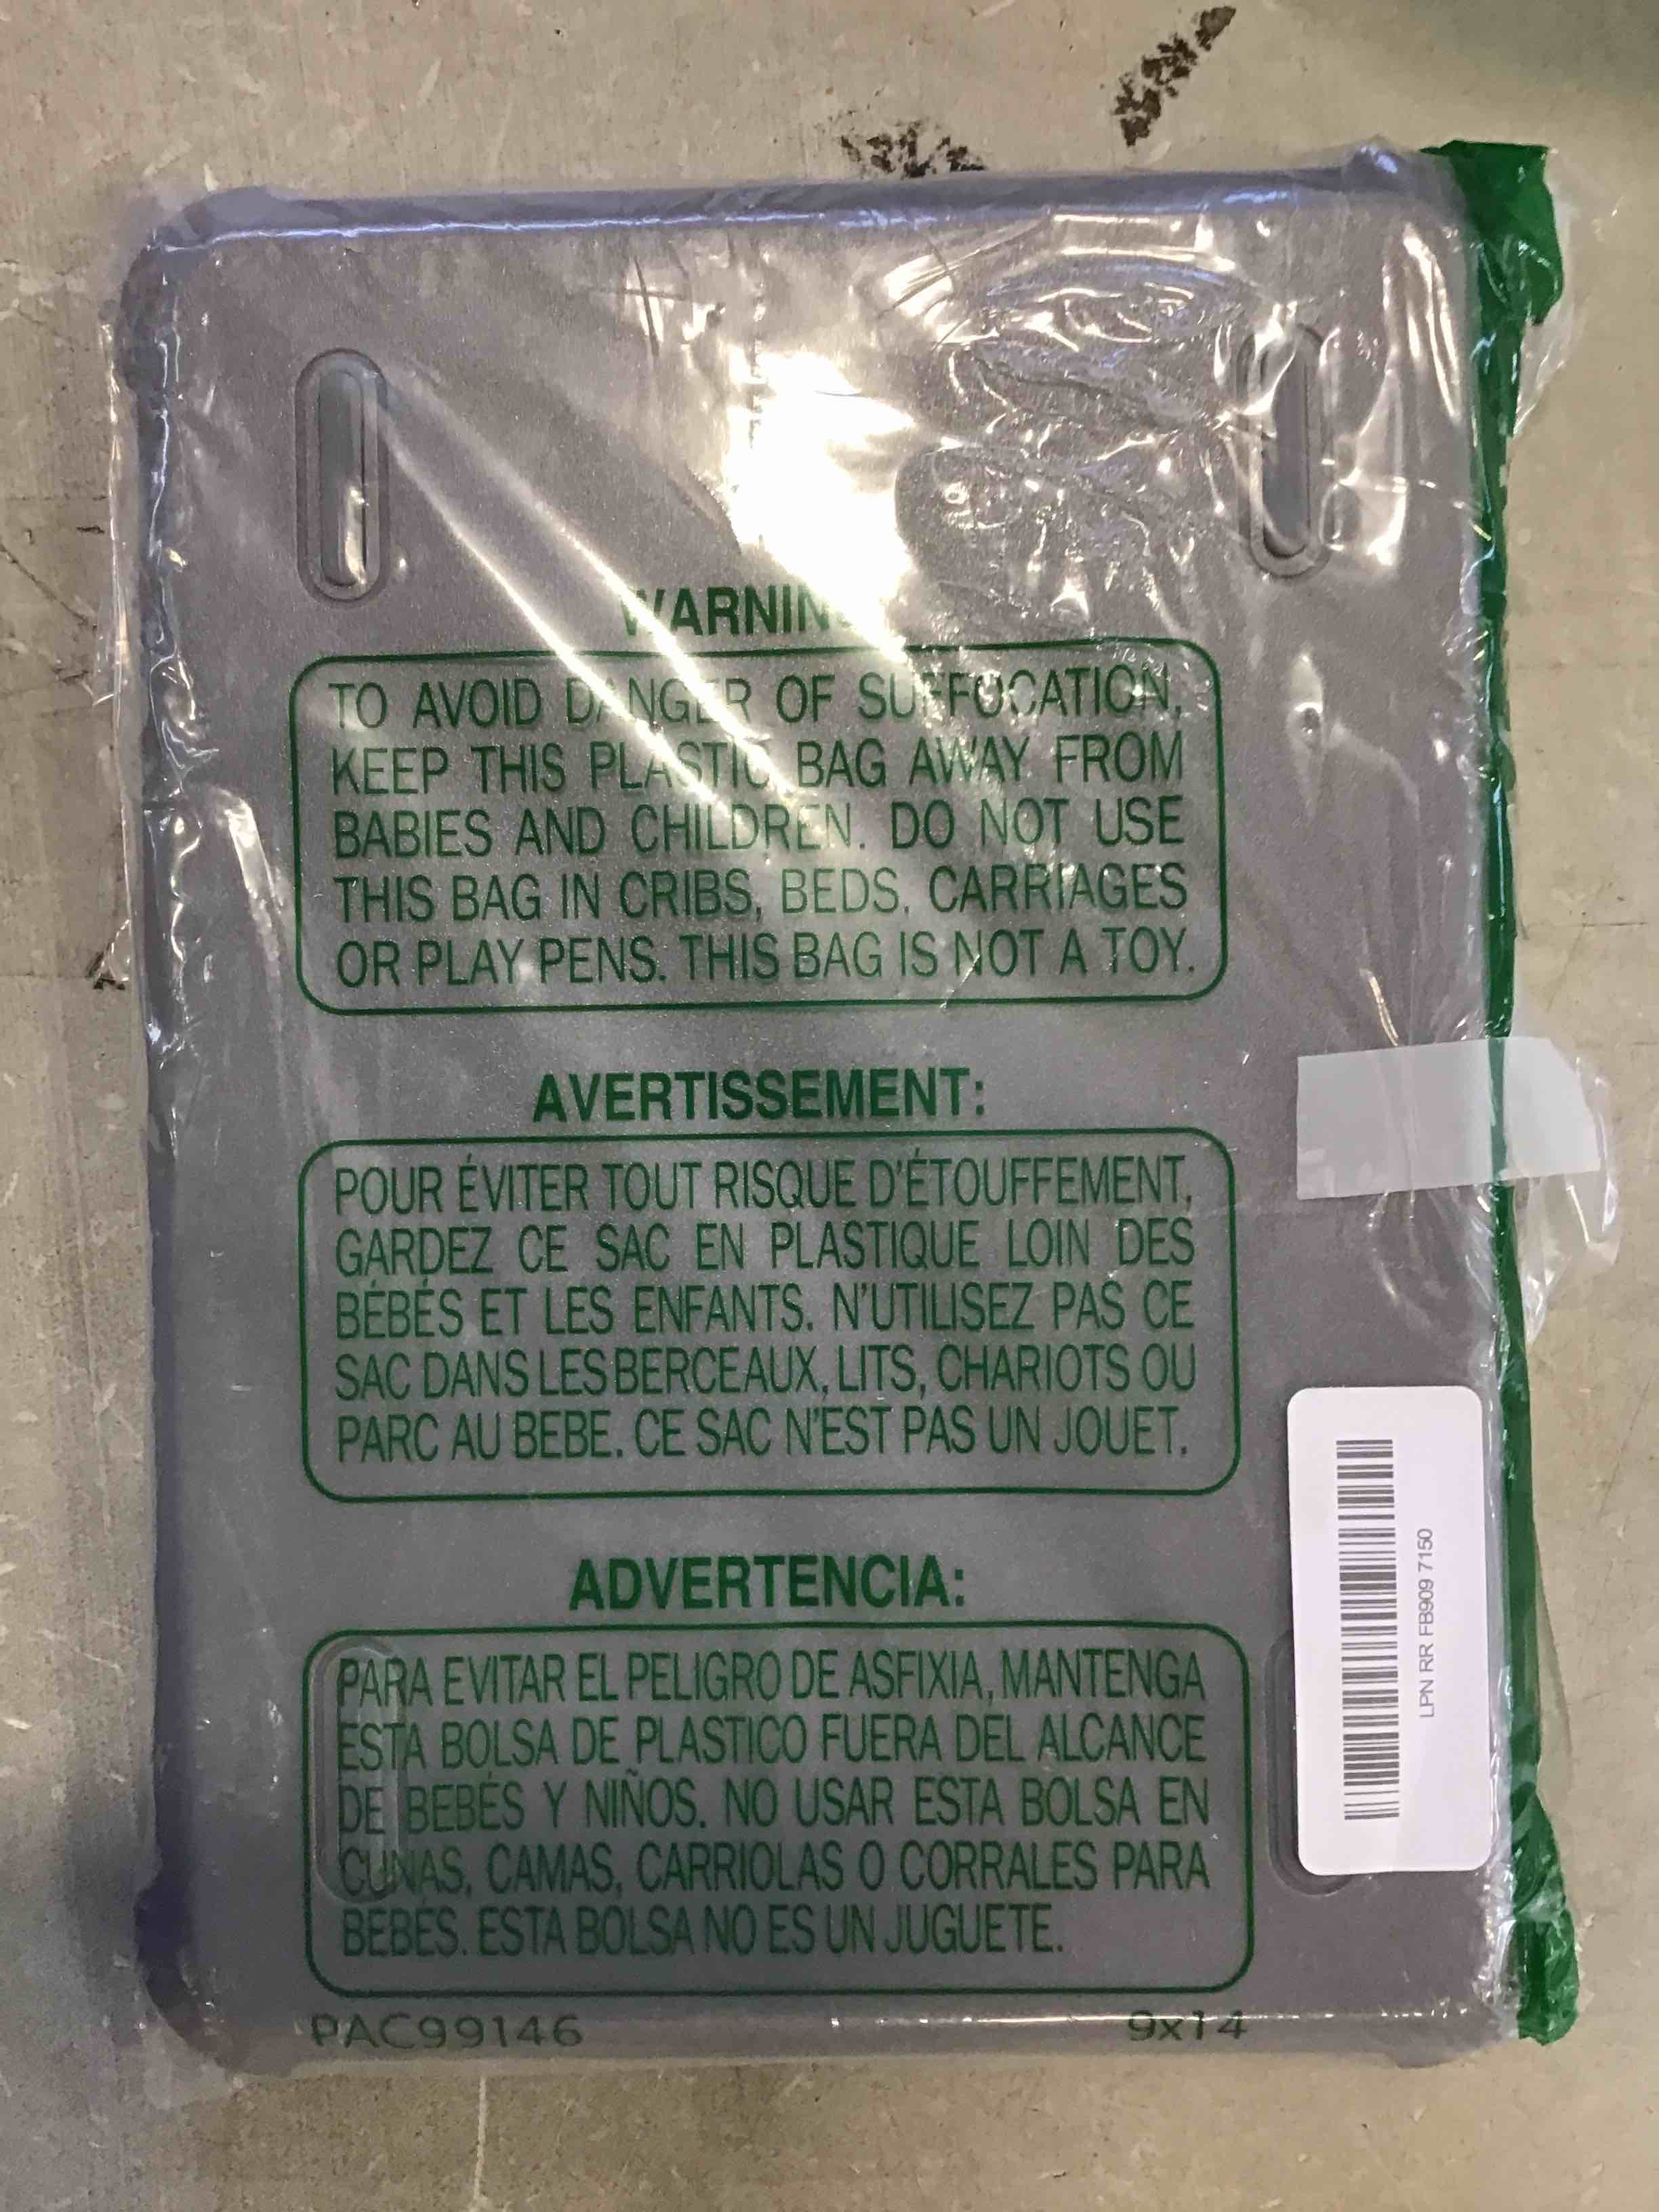 WARNING
TO AVOID DANGER OF SUFFOCATION,
KEEP THIS PLASTIC BAG AWAY FROM
BABIES AND CHILDREN. DO NOT USE
THIS BAG IN CRIBS, BEDS, CARRIAGES
OR PLAY PENS. THIS BAG IS NOT A TOY.
AVERTISSEMENT:
POUR ÉVITER TOUT RISQUE D'ÉTOUFFEMENT,
GARDEZ CE SAC EN PLASTIQUE LOIN DES
BÉBÉS ET LES ENFANTS. N'UTILISEZ PAS CE
SAC DANS LES BERCEAUX, LITS, CHARIOTS OU
PARC AU BEBE. CE SAC N'EST PAS UN JOUET.
ADVERTENCIA:
PARA EVITAR EL PELIGRO DE ASFIXIA, MANTENGA
ESTA BOLSA DE PLASTICO FUERA DEL ALCANCE
DE BEBÉS Y NIÑOS. NO USAR ESTA BOLSA EN
CUNAS, CAMAS, CARRIOLAS O CORRALES PARA
BEBÉS. ESTA BOLSA NO ES UN JUGUETE.
PAC99146 9x14
LPN RR FB909 7150